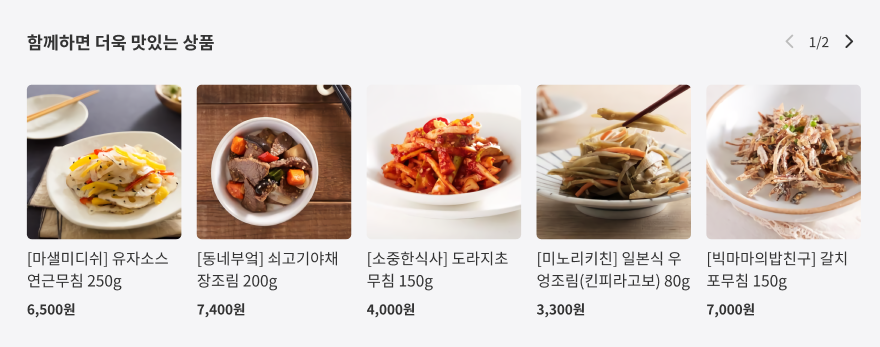 함께하면 더욱 맛있는 상품
1/2
[마샐미디쉬] 유자소스
연근무침 250g
6,500원
[동네부엌] 쇠고기야채
장조림 200g
7,400원
[소중한식사] 도라지초
무침 150g
4,000원
[미노리키친] 일본식 우
엉조림(킨피라고보) 80g
3,300원
[빅마마의밥친구] 갈치
포무침 150g
7,000원